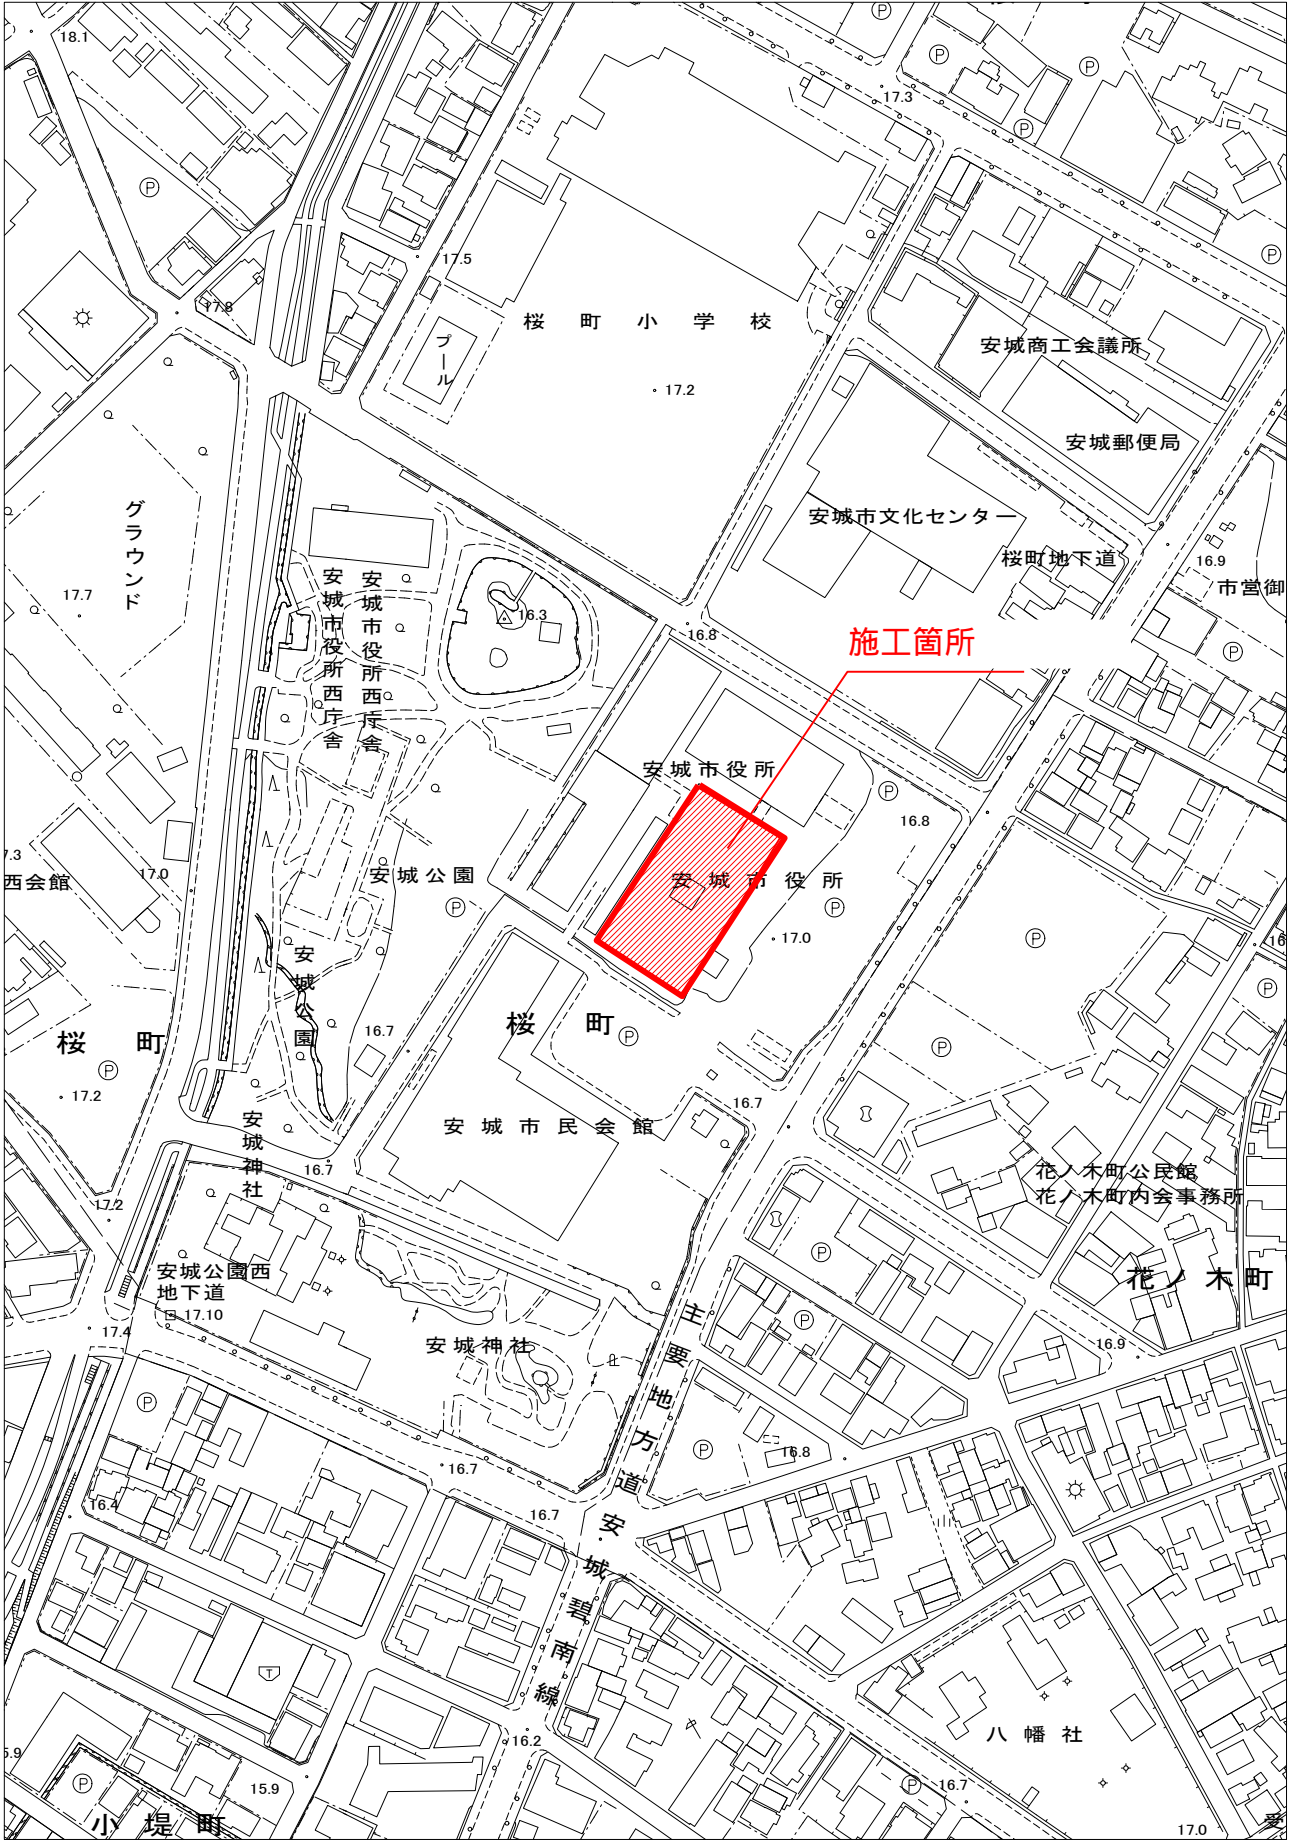 18.1
Ⓟ
17.3
Ⓟ
Ⓟ
Ⓟ
Ⓟ
17.5
Ⓟ
17.8
桜町小学校
プール
17.2
安城商工会議所
安城郵便局
グラウンド
17.7
安城市文化センター
桜町地下道
16.9
市営御
安城市役所西庁舎
安城市役所西庁舎
16.3
16.8
施工箇所
Ⓟ
安城市役所
Ⓟ
16.8
7.3
西会館
17.0
安城公園
Ⓟ
安城市役所
Ⓟ
17.0
Ⓟ
16
Ⓟ
安城公園
16.7
桜町
Ⓟ
17.2
桜町
Ⓟ
Ⓟ
16.7
安城神社
16.7
安城市民会館
花ノ木町公民館
花ノ木町内会事務所
17.2
安城公園西
地下道
17.10
17.4
安城神社
主要地方道安城碧南線
Ⓟ
Ⓟ
花ノ木町
16.9
Ⓟ
Ⓟ
16.8
16.7
16.4
16.7
T
八幡社
16.2
5.9
Ⓟ
15.9
Ⓟ
16.7
小堤町
17.0